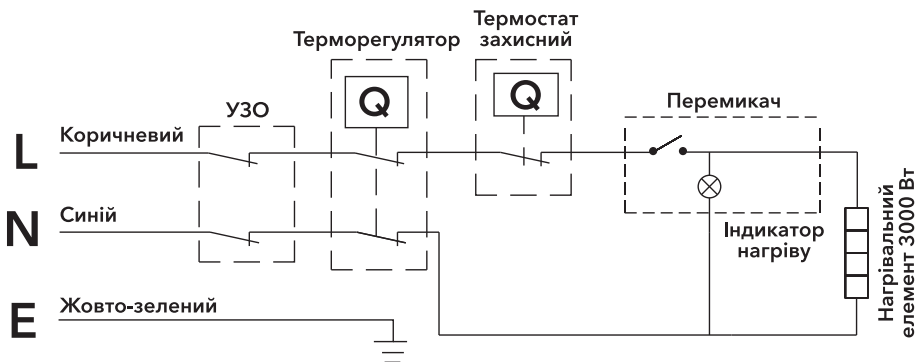 Термостат
захисний
Терморегулятор
Q
Q
УЗО
Перемикач
L
Коричневий
N
Синій
Індикатор
нагріву
Нагрівальний
елемент 3000 Вт
E
Жовто-зелений